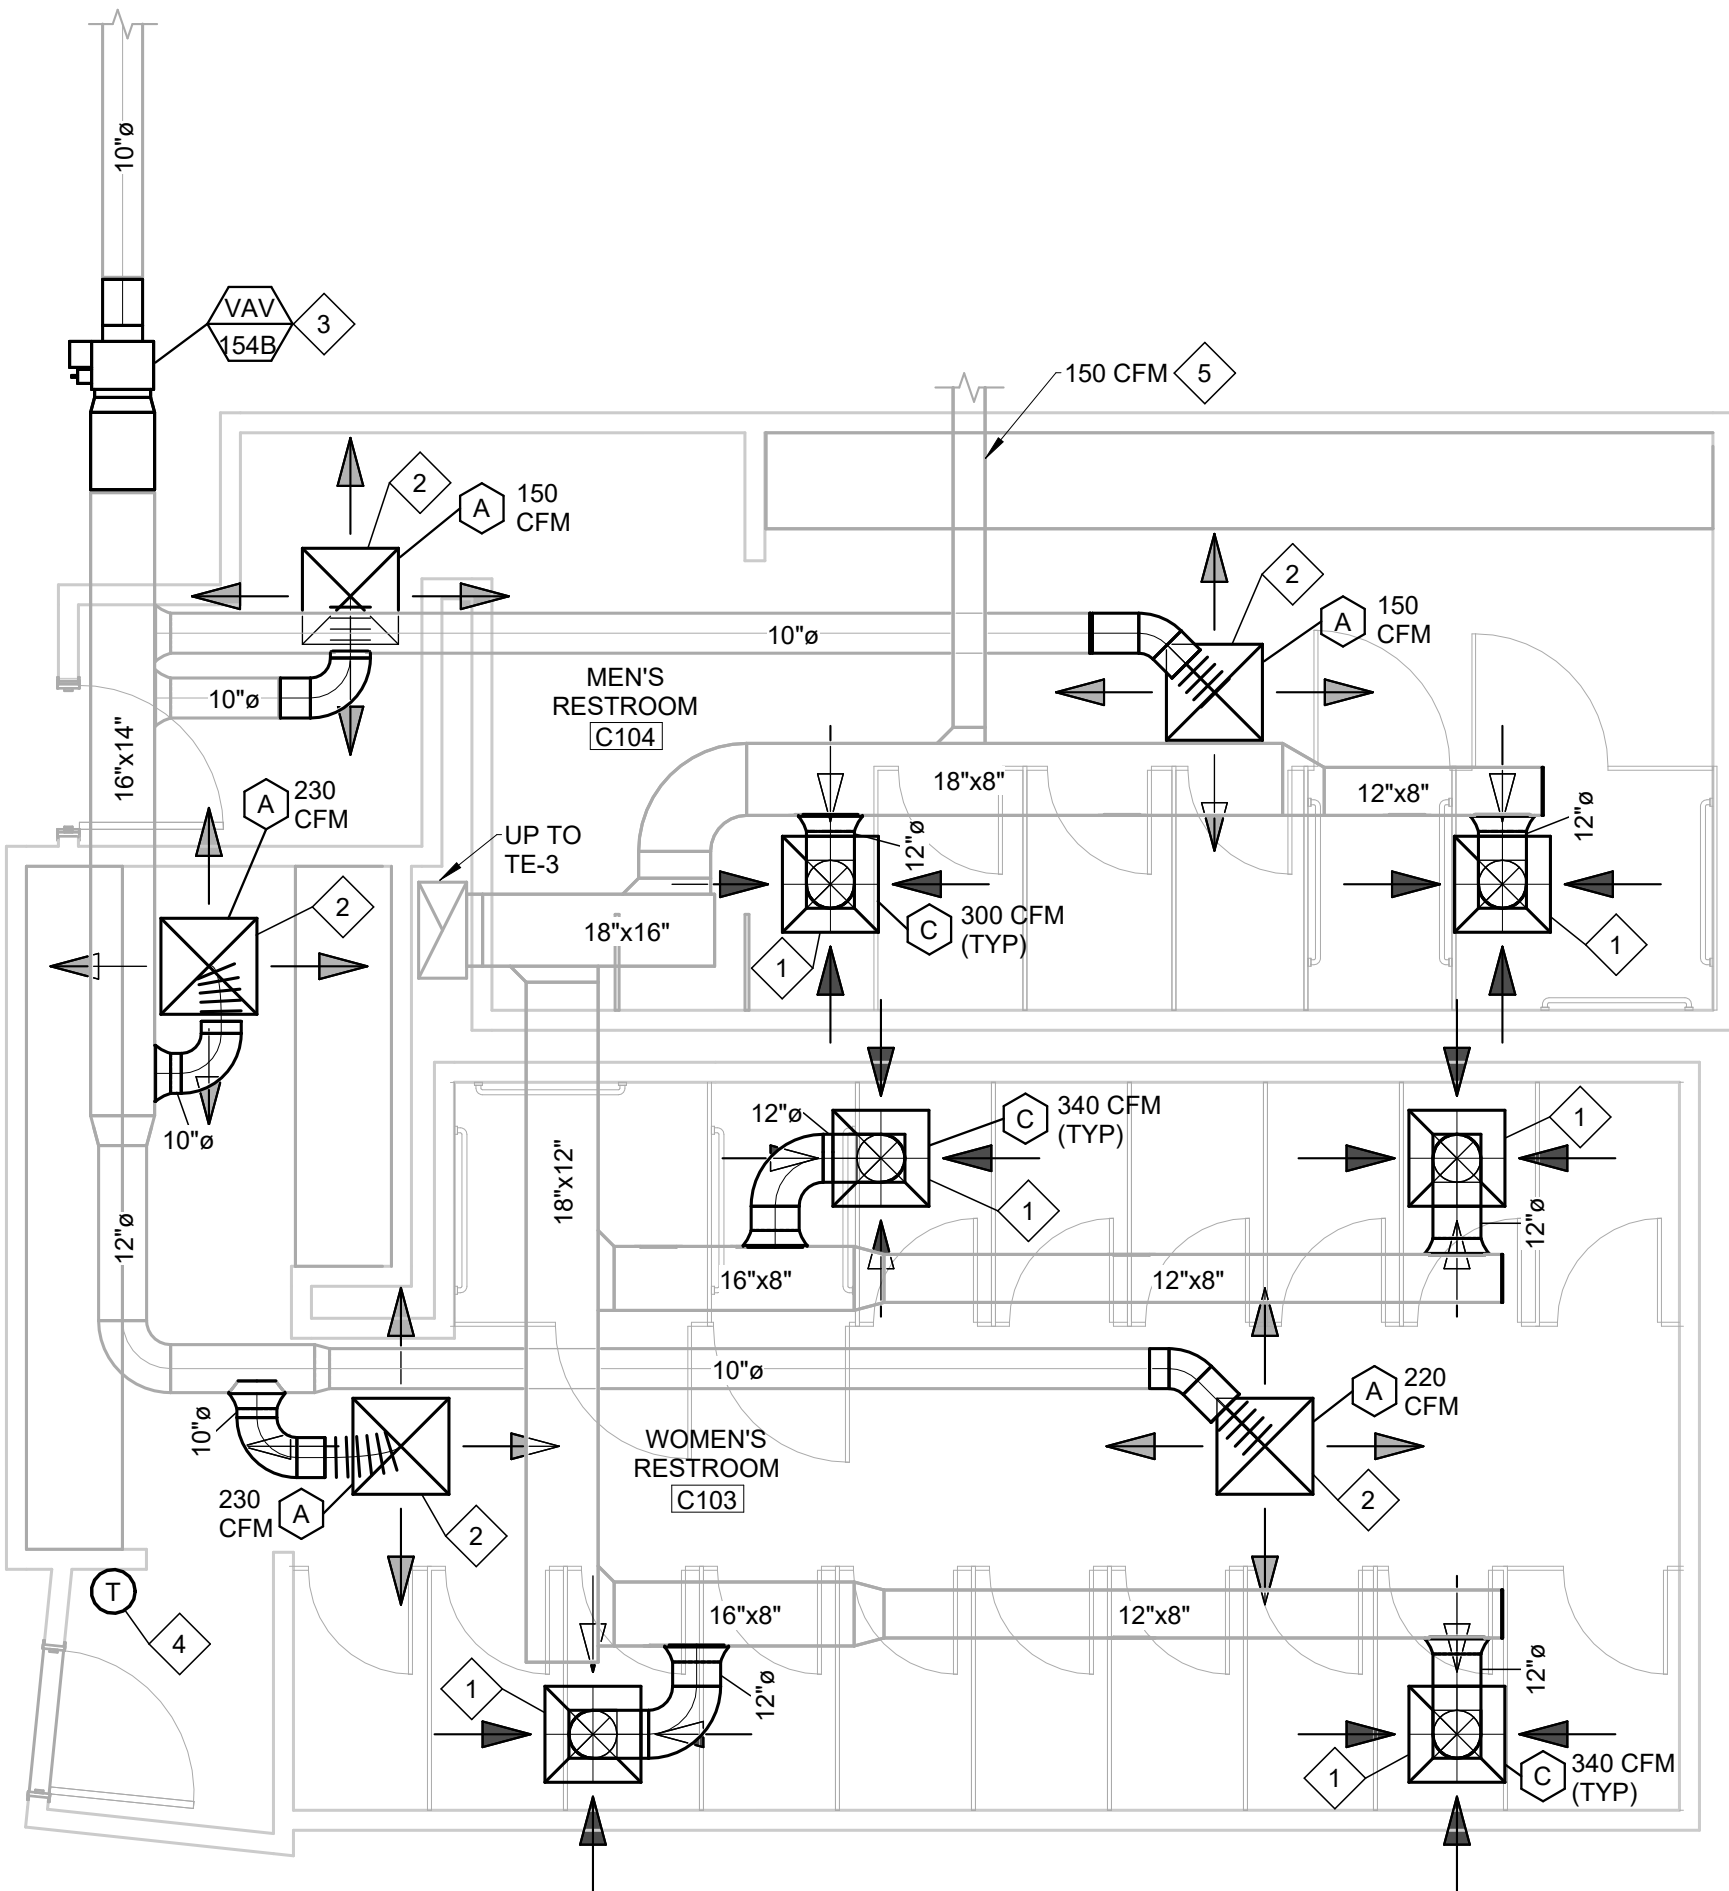 10"ø
VAV
154B
3
150 CFM
5
2
A
150
CFM
2
A
150
CFM
10"ø
10"ø
MEN'S
RESTROOM
C104
16"x14"
A
230
CFM
18"x8"
12"x8"
12"ø
12"ø
UP TO
TE-3
2
18"x16"
C
300 CFM
(TYP)
1
1
10"ø
12"ø
C
340 CFM
(TYP)
1
1
18"x12"
12"ø
12"ø
16"x8"
12"x8"
10"ø
A
220
CFM
10"ø
WOMEN'S
RESTROOM
C103
230
CFM
A
2
2
T
4
16"x8"
12"x8"
1
12"ø
12"ø
1
C
340 CFM
(TYP)